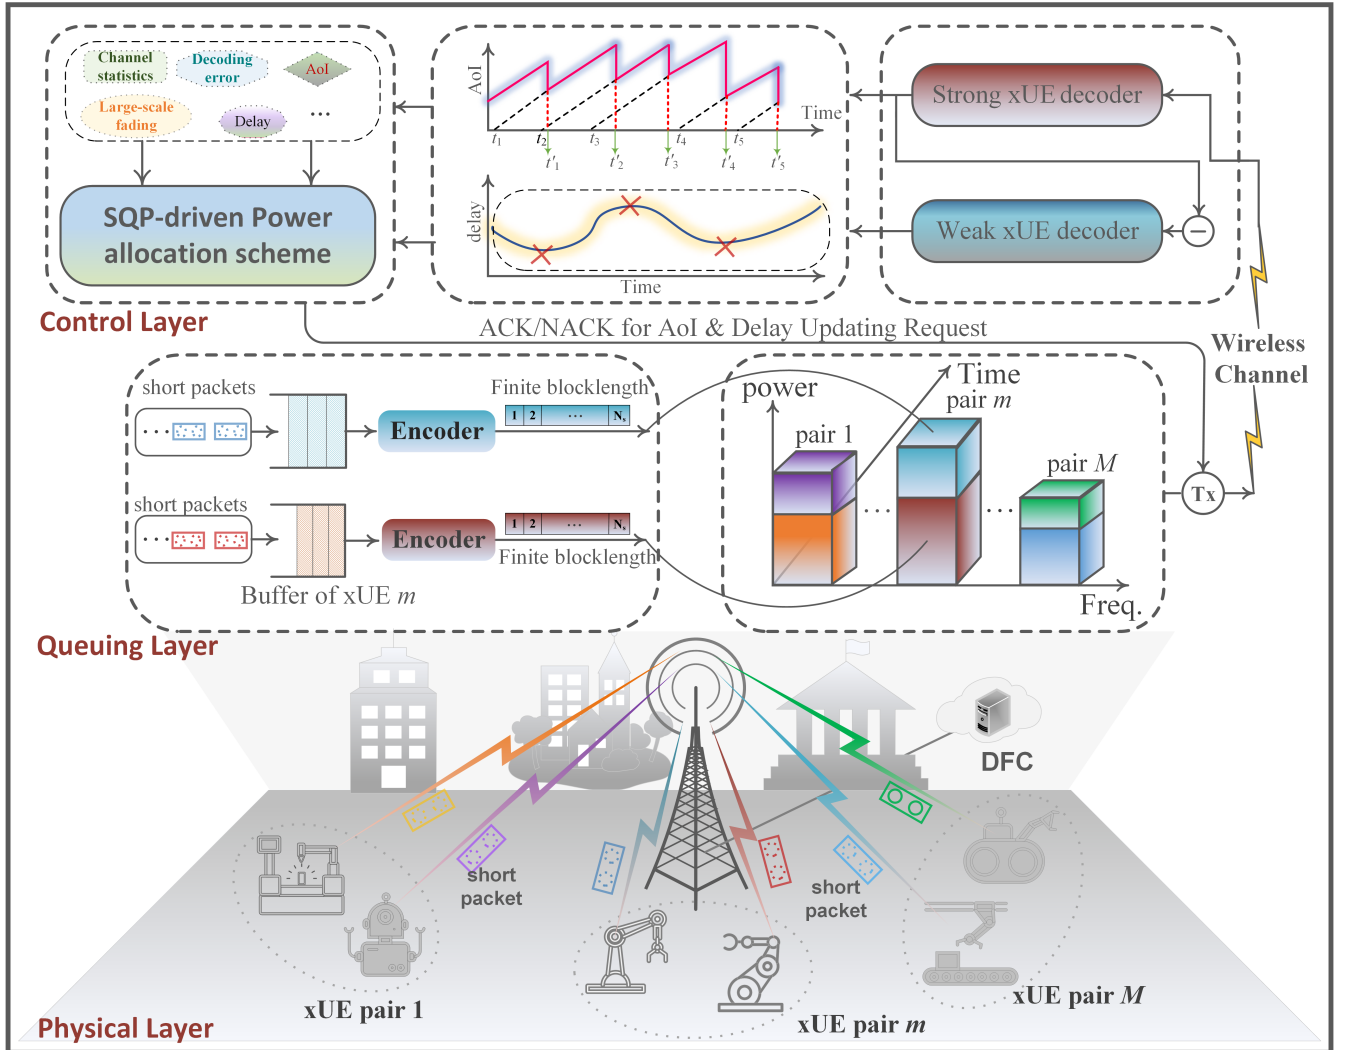 Channel
statistics
Decoding
error
AoI
Large-scale
fading
Delay
...
SQP-driven Power
allocation scheme
Control Layer
AoI
Time
t1 t2 t3 t4 t5
t'1 t'2 t'3 t'4 t'5
delay
Time
Strong xUE decoder
Weak xUE decoder
−
ACK/NACK for AoI & Delay Updating Request
Wireless
Channel
short packets
...
Encoder
Finite blocklength
1 2 ... Ns
short packets
...
Encoder
1 2 ... Ns
Finite blocklength
Buffer of xUE m
Queuing Layer
power
Time
pair 1
pair m
pair M
...
...
Freq.
Tx
DFC
short
packet
short
packet
xUE pair 1
xUE pair m
xUE pair M
Physical Layer